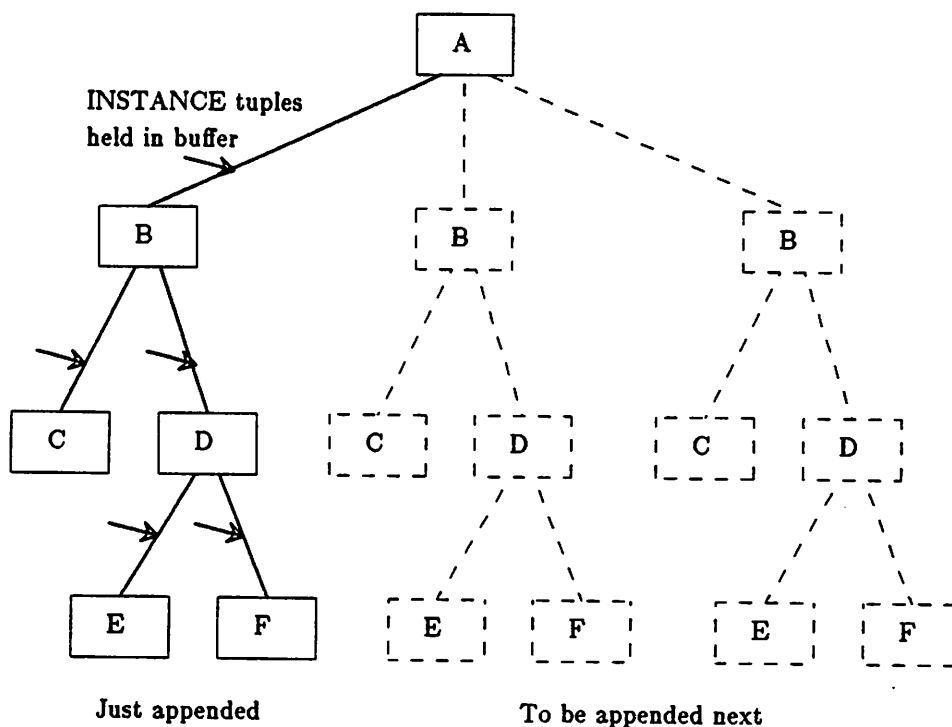 A
INSTANCE tuples
held in buffer
B
B
B
C
D
C
D
C
D
E
F
E
F
E
F
Just appended
To be appended next